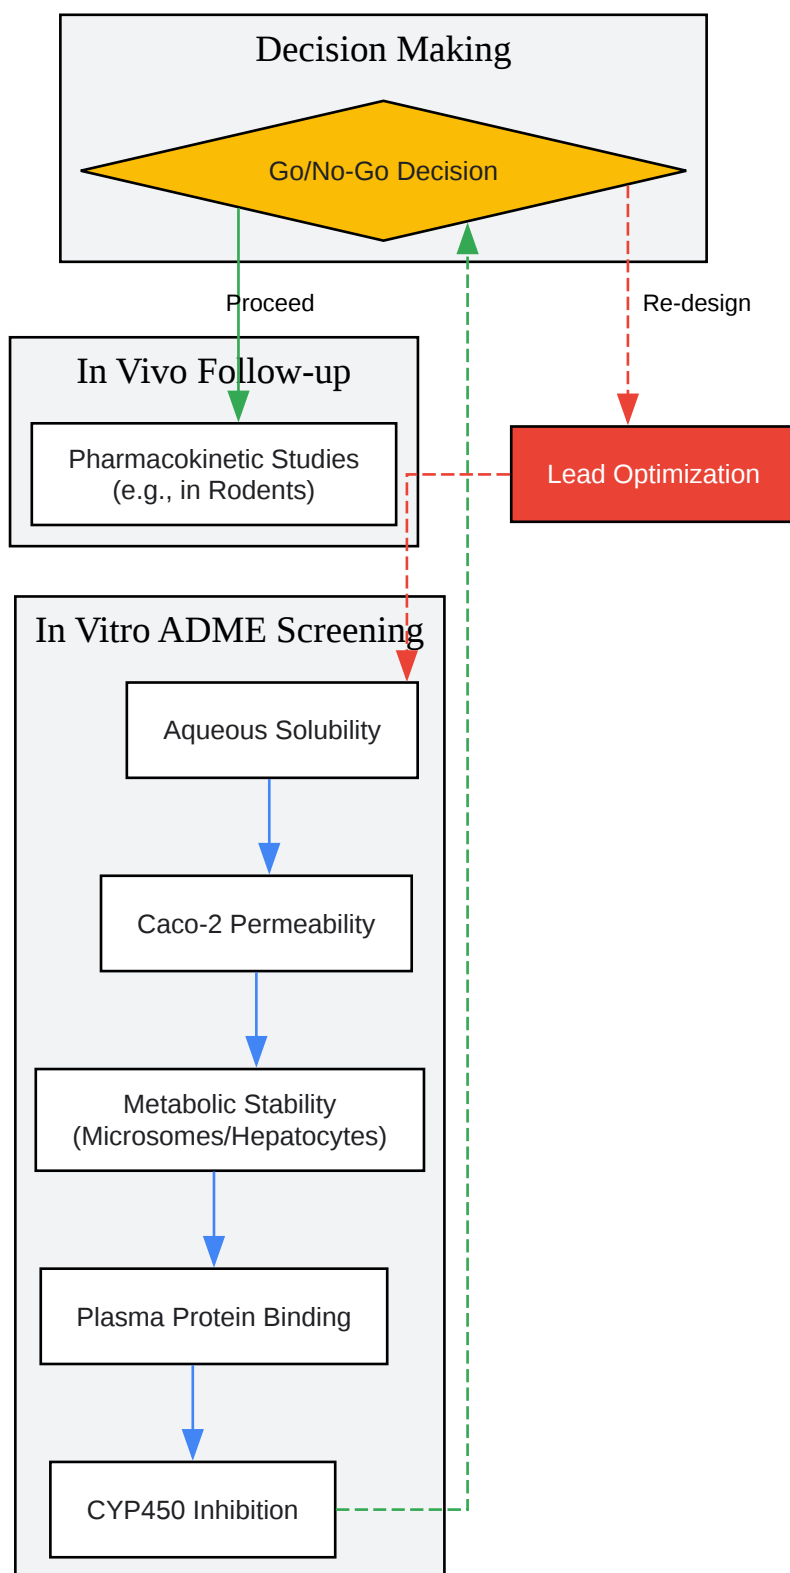 Decision Making
Go/No-Go Decision
Proceed
Re-design
In Vivo Follow-up
Pharmacokinetic Studies
(e.g., in Rodents)
Lead Optimization
In Vitro ADME Screening
Aqueous Solubility
Caco-2 Permeability
Metabolic Stability
(Microsomes/Hepatocytes)
Plasma Protein Binding
CYP450 Inhibition